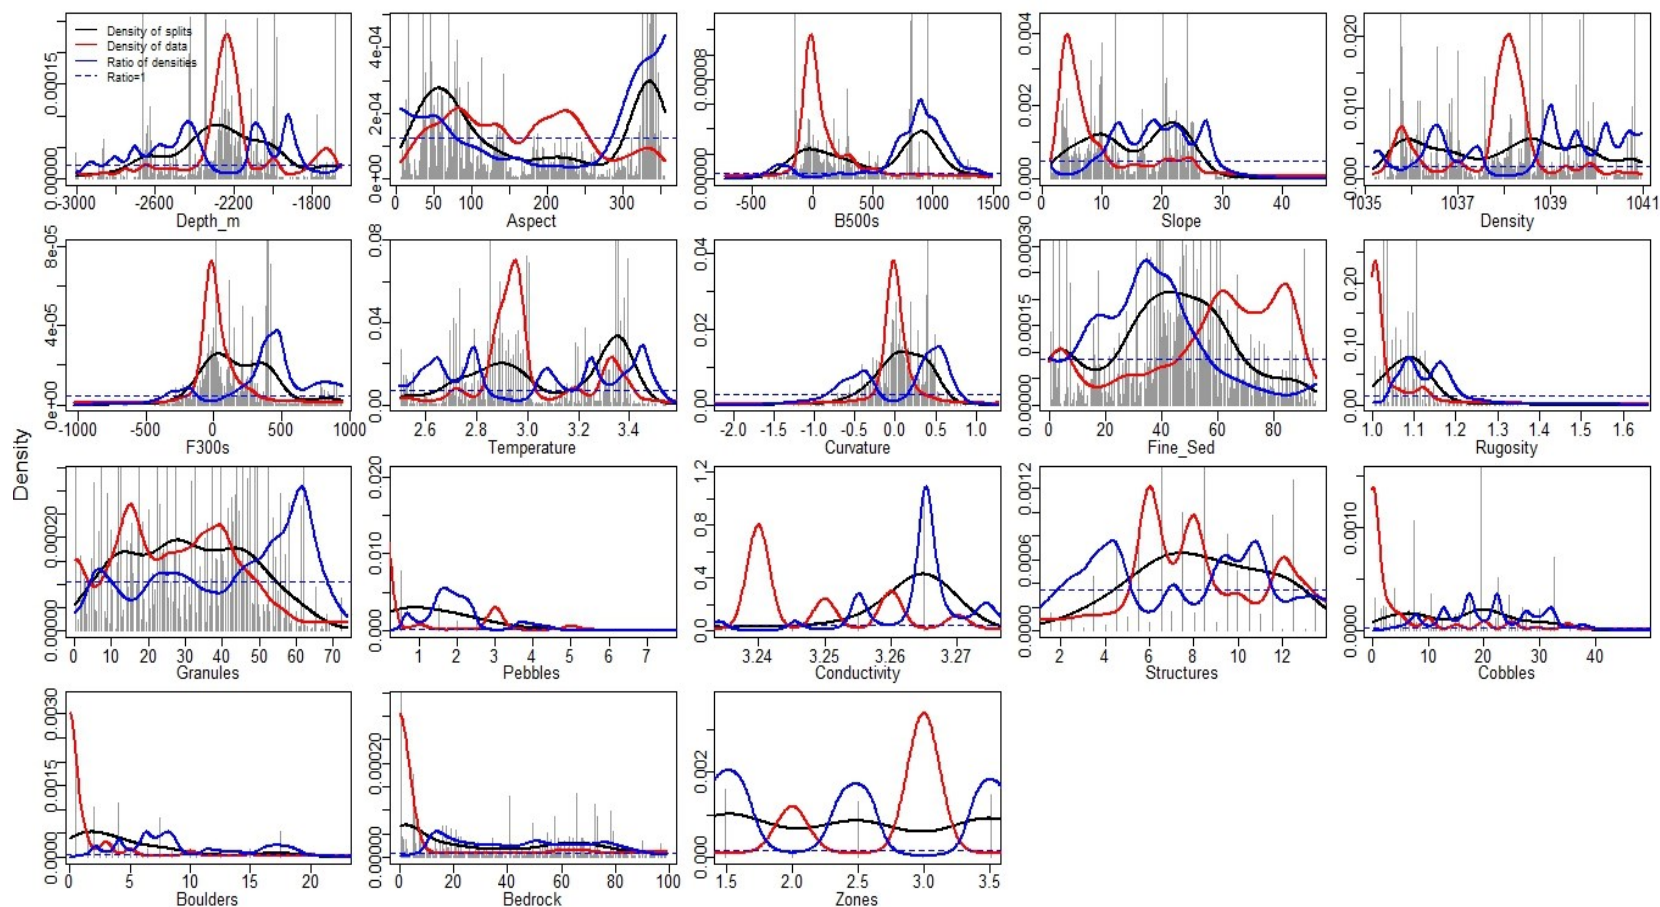 Density of splits
Density of data
Ratio of densities
Ratio=1
0.00000 0.00015
-3000 -2600 -2200 -1800
Depth_m
0e+00 2e-04 4e-04
0 50 100 200 300
Aspect
0.0000 0.0008
-500 0 500 1000 1500
B500s
0.000 0.002 0.004
0 10 20 30 40
Slope
0.000 0.010 0.020
1035 1037 1039 1041
Density
0e+00 4e-05 8e-05
-1000 -500 0 500 1000
F300s
0.00 0.04 0.08
2.6 2.8 3.0 3.2 3.4
Temperature
0.00 0.02 0.04
-2.0 -1.5 -1.0 -0.5 0.0 0.5 1.0
Curvature
0.00000 0.00015 0.00030
0 20 40 60 80
Fine_Sed
0.00 0.10 0.20
1.0 1.1 1.2 1.3 1.4 1.5 1.6
Rugosity
Density
0.00000 0.00020
0 10 20 30 40 50 60 70
Granules
0.000 0.010 0.020
1 2 3 4 5 6 7
Pebbles
0.0 0.4 0.8 1.2
3.24 3.25 3.26 3.27
Conductivity
0.0000 0.0006 0.0012
2 4 6 8 10 12
Structures
0.0000 0.0010
0 10 20 30 40
Cobbles
0.0000 0.0015 0.0030
0 5 10 15 20
Boulders
0.00000 0.00020
0 20 40 60 80 100
Bedrock
0.000 0.002
1.5 2.0 2.5 3.0 3.5
Zones